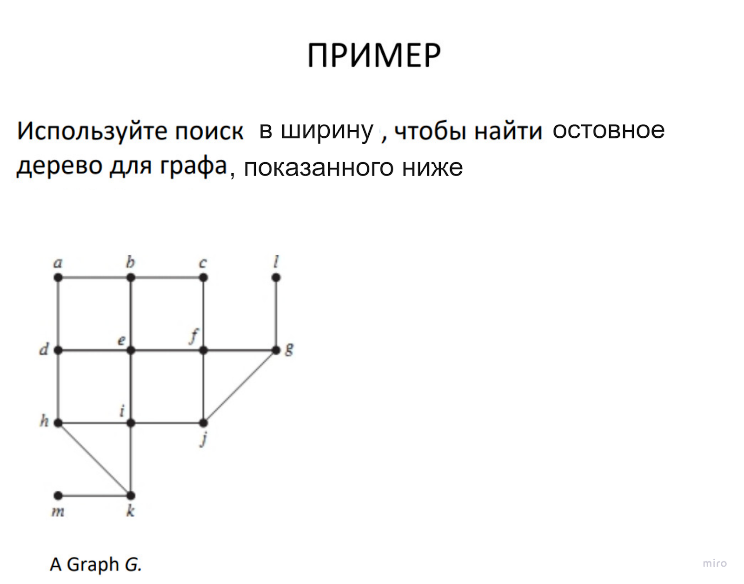 ПРИМЕР
Используйте поиск в ширину , чтобы найти остовное
дерево для графа, показанного ниже
a b c l
d e f g
h i j
m k
A Graph G.
miro